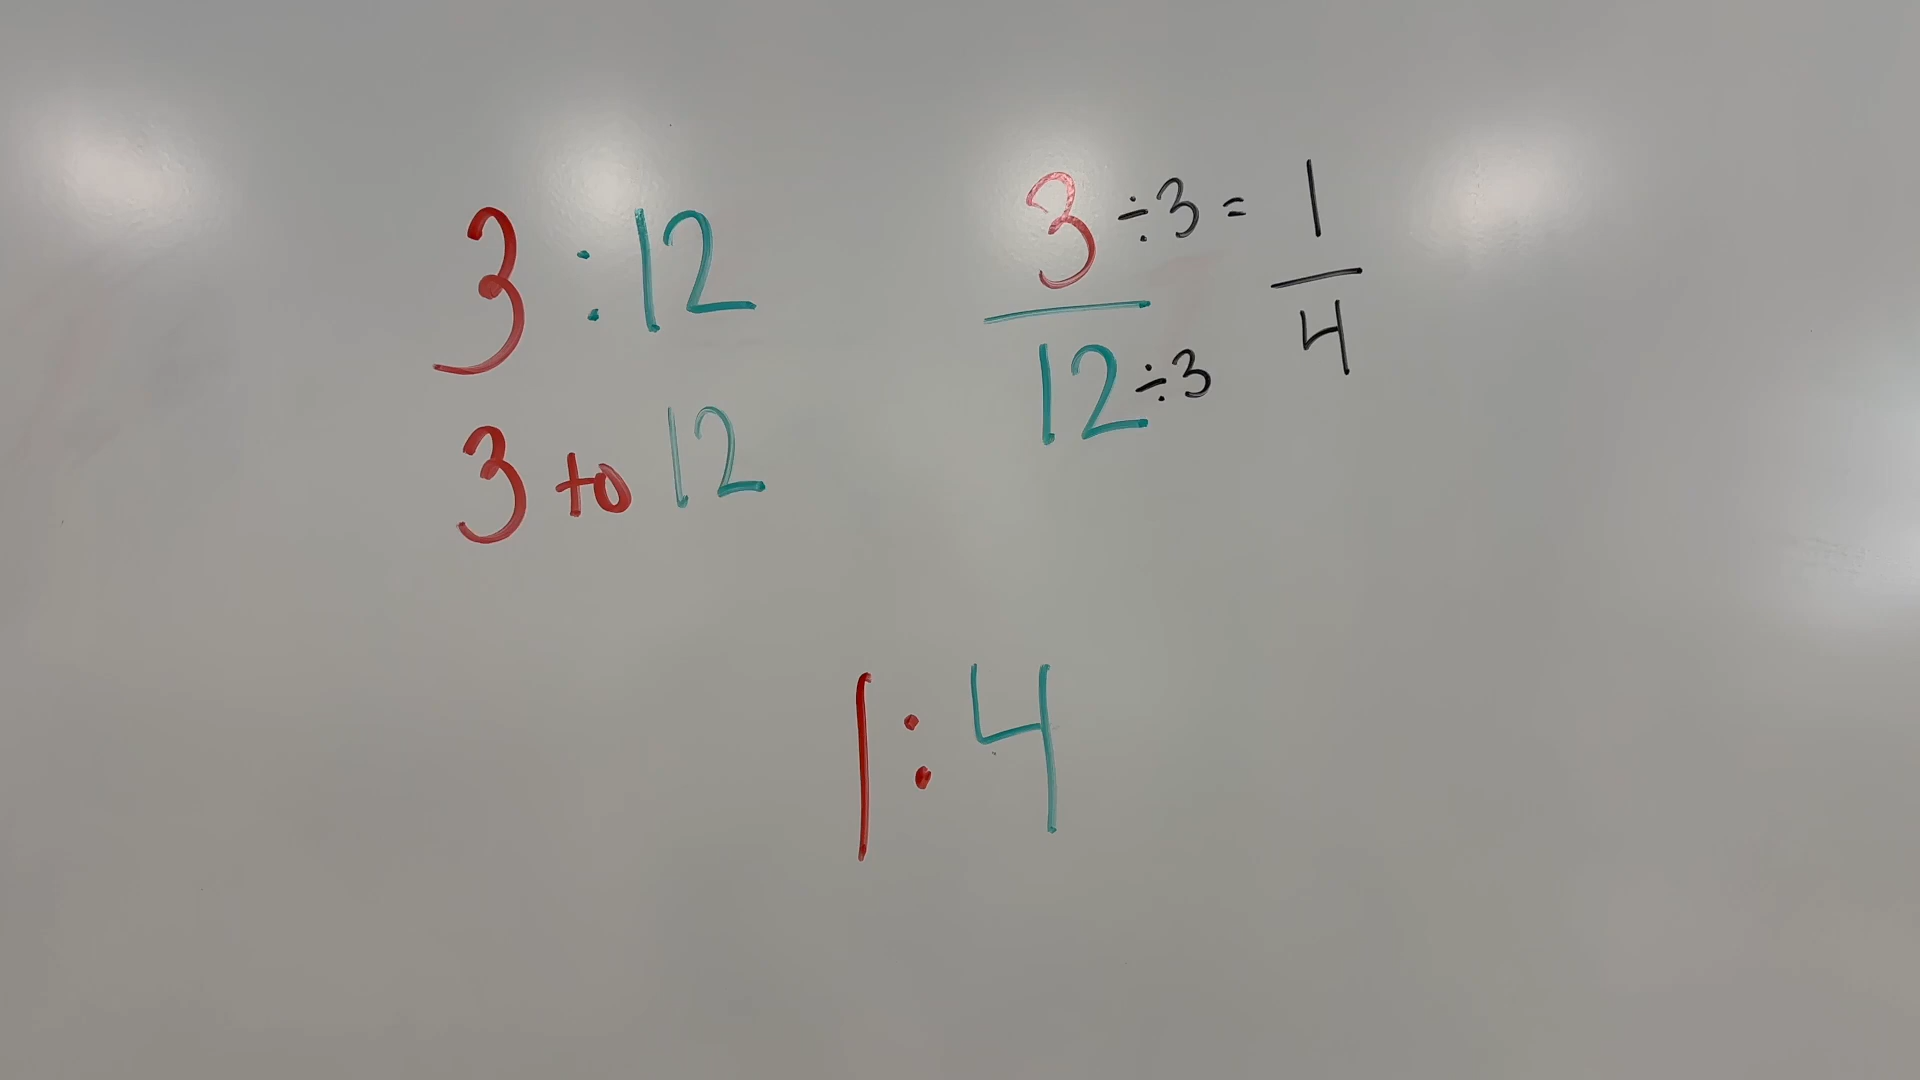 3 : 12
3 to 12
3 ÷3 = 1
12 ÷3 4
1 : 4